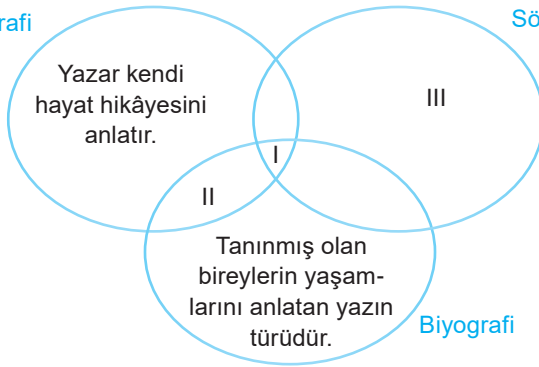 rafi
Sö
Yazar kendi
hayat hikâyesini
anlatır.
III
I
II
Tanınmış olan
bireylerin yaşam-
larını anlatan yazın
türüdür.
Biyografi